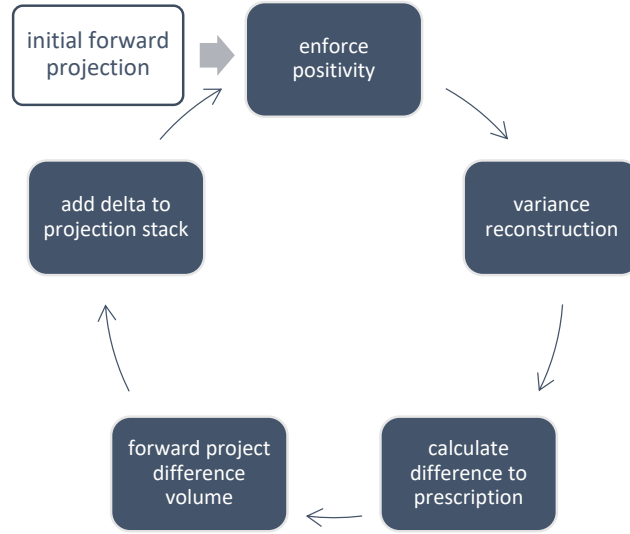 initial forward
projection
enforce
positivity
variance
reconstruction
calculate
difference to
prescription
forward project
difference
volume
add delta to
projection stack